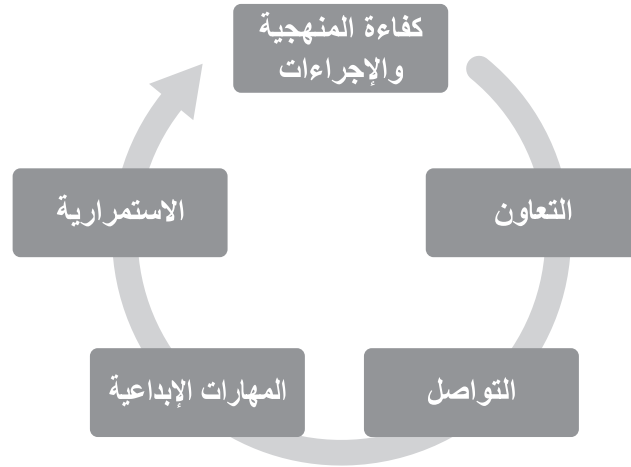 كفاءة المنهجية
والإجراءات
التعاون
التواصل
المهارات الإبداعية
الاستمرارية